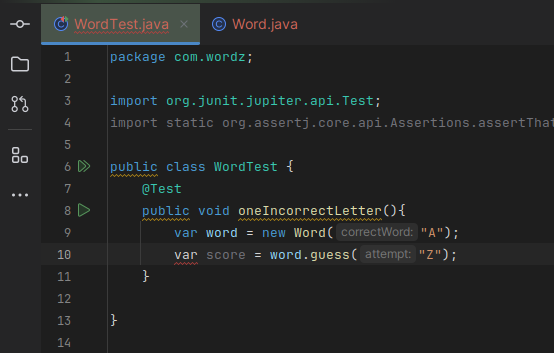 WordTest.java
Word.java
1 package com.wordz;
2
3 import org.junit.jupiter.api.Test;
4 import static org.assertj.core.api.Assertions.assertThat
5
6 public class WordTest {
7 @Test
8 public void oneIncorrectLetter(){
9 var word = new Word( correctWord: "A");
10 var score = word.guess( attempt: "Z");
11 }
12
13 }
14